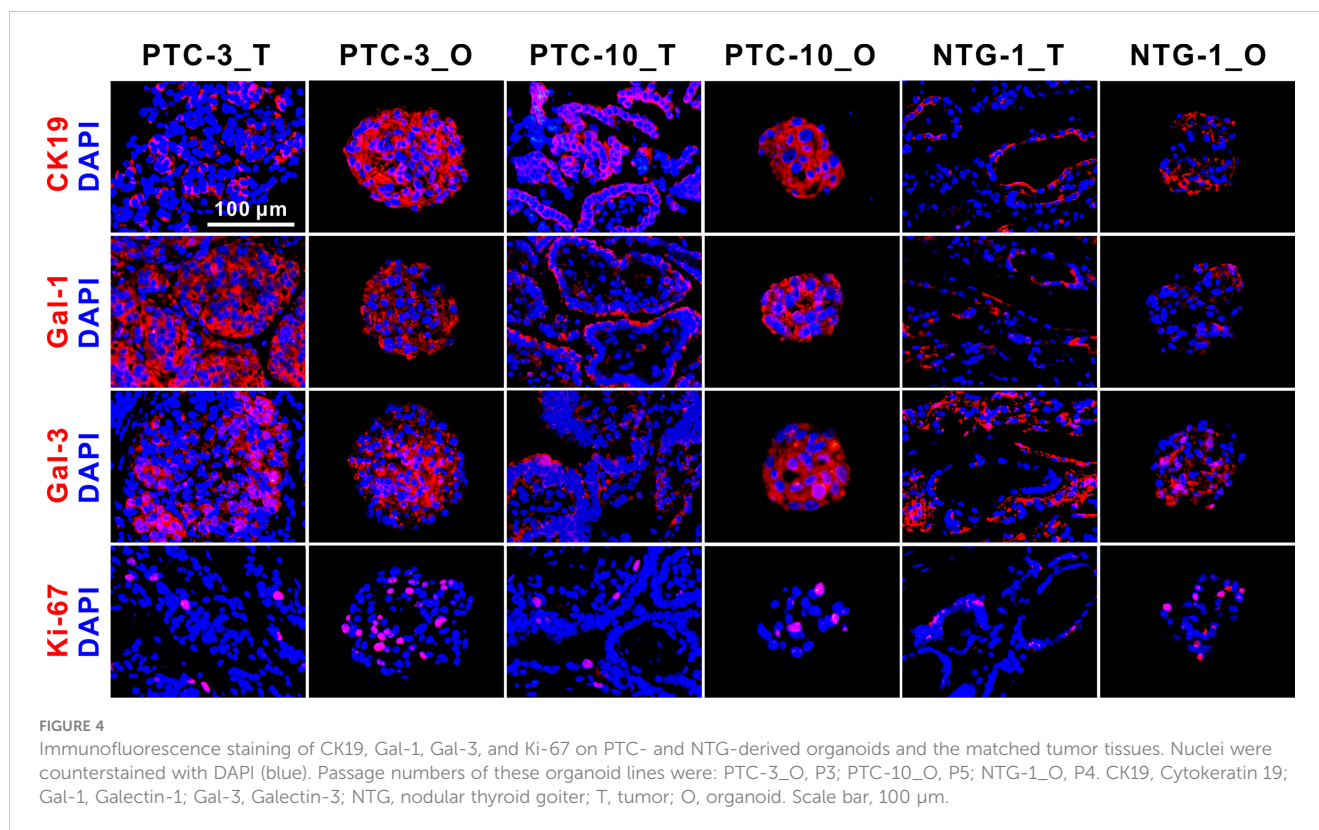 PTC-3_T PTC-3_O PTC-10_T PTC-10_O NTG-1_T NTG-1_O
CK19
DAPI
100 µm
Gal-1
DAPI
Gal-3
DAPI
Ki-67
DAPI
FIGURE 4
Immunofluorescence staining of CK19, Gal-1, Gal-3, and Ki-67 on PTC- and NTG-derived organoids and the matched tumor tissues. Nuclei were
counterstained with DAPI (blue). Passage numbers of these organoid lines were: PTC-3_O, P3; PTC-10_O, P5; NTG-1_O, P4. CK19, Cytokeratin 19;
Gal-1, Galectin-1; Gal-3, Galectin-3; NTG, nodular thyroid goiter; T, tumor; O, organoid. Scale bar, 100 µm.